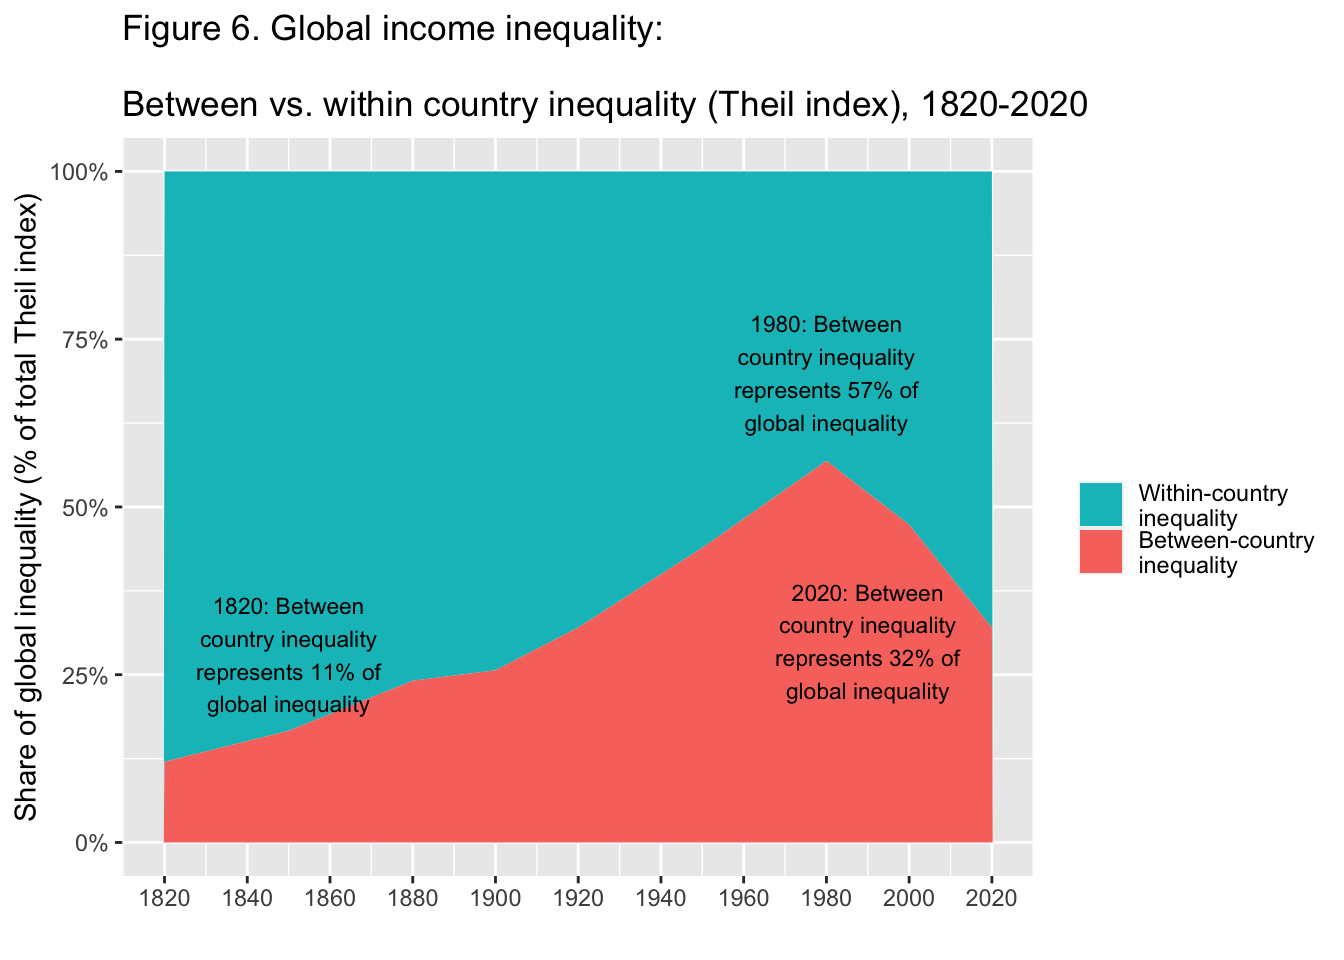 Figure 6. Global income inequality:
Between vs. within country inequality (Theil index), 1820-2020
Share of global inequality (% of total Theil index)
100%
75%
50%
25%
0%
1980: Between
country inequality
represents 57% of
global inequality
1820: Between
country inequality
represents 11% of
global inequality
2020: Between
country inequality
represents 32% of
global inequality
Within-country
inequality
Between-country
inequality
1820 1840 1860 1880 1900 1920 1940 1960 1980 2000 2020